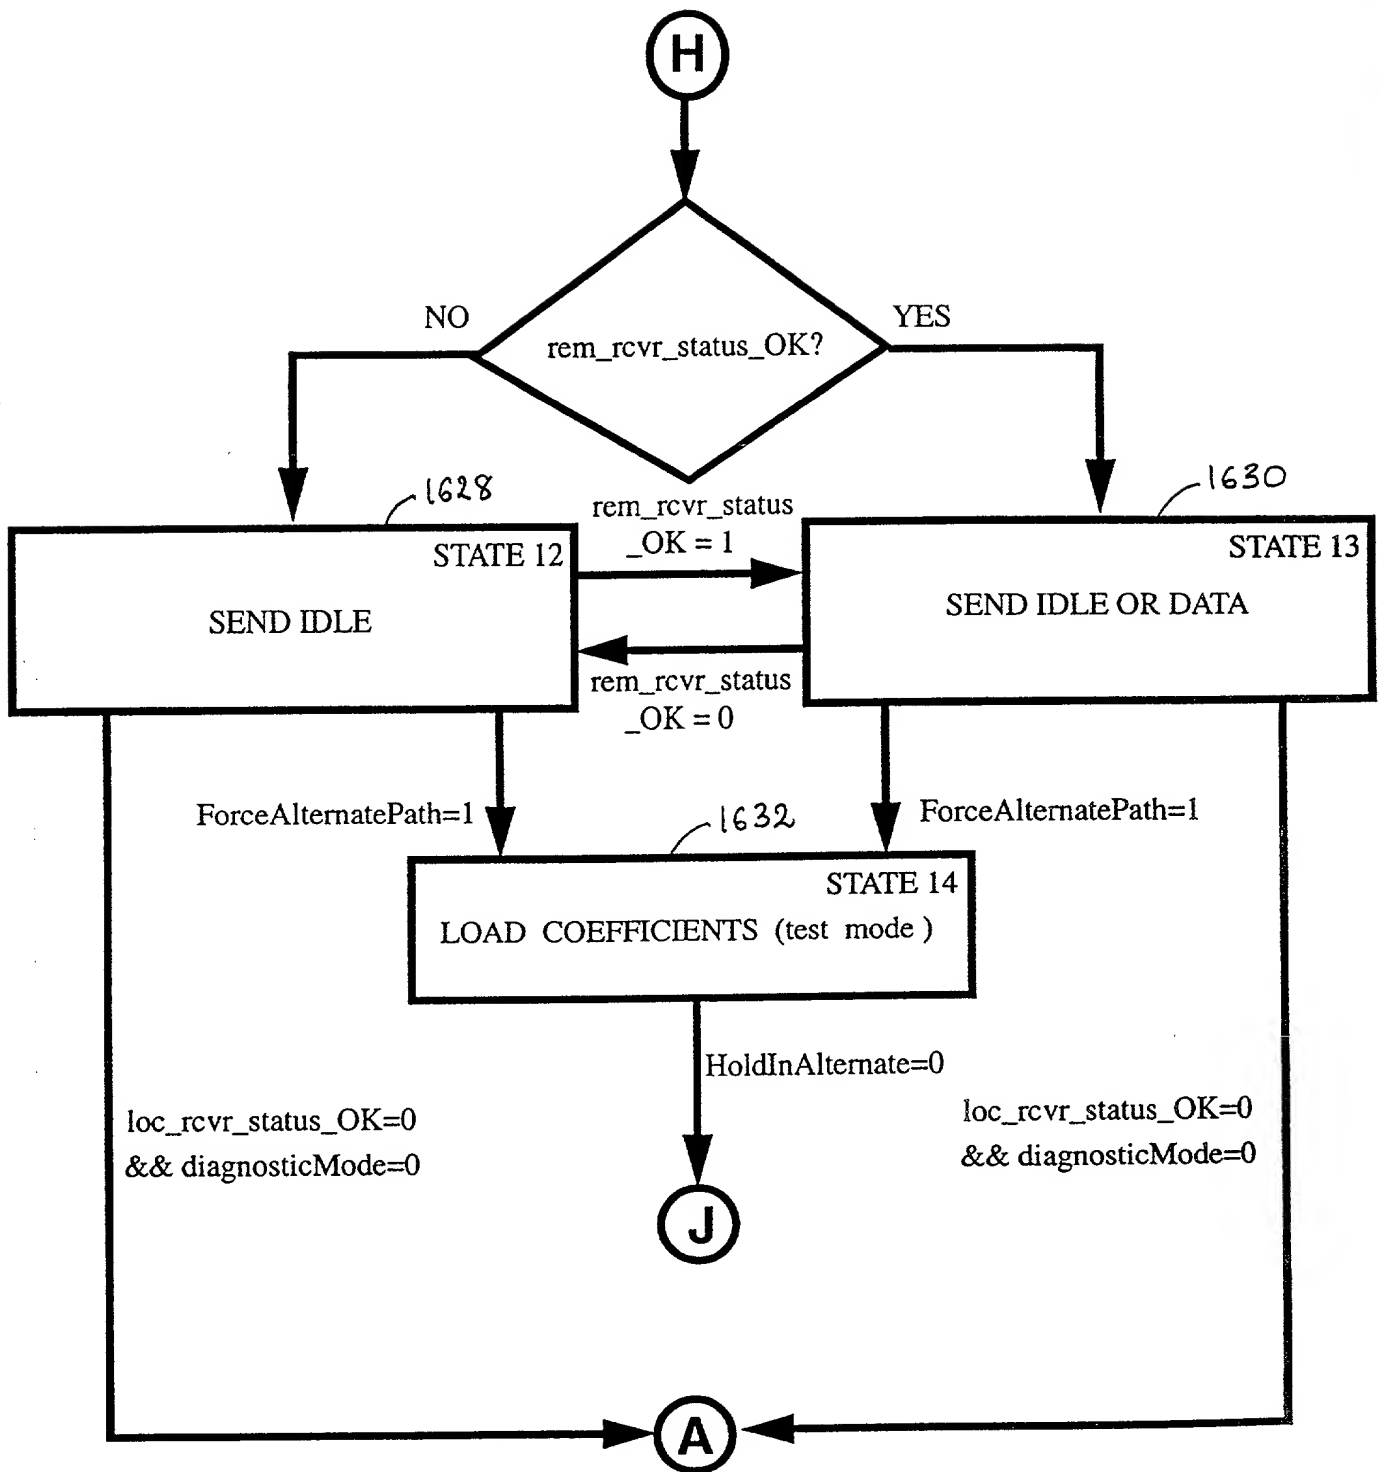 H
NO
YES
rem_rcvr_status_OK?
1628
1630
rem_rcvr_status
_OK = 1
STATE 12
SEND IDLE
STATE 13
SEND IDLE OR DATA
rem_rcvr_status
_OK = 0
ForceAlternatePath=1
ForceAlternatePath=1
1632
STATE 14
LOAD COEFFICIENTS (test mode )
HoldInAlternate=0
loc_rcvr_status_OK=0
&& diagnosticMode=0
loc_rcvr_status_OK=0
&& diagnosticMode=0
J
A